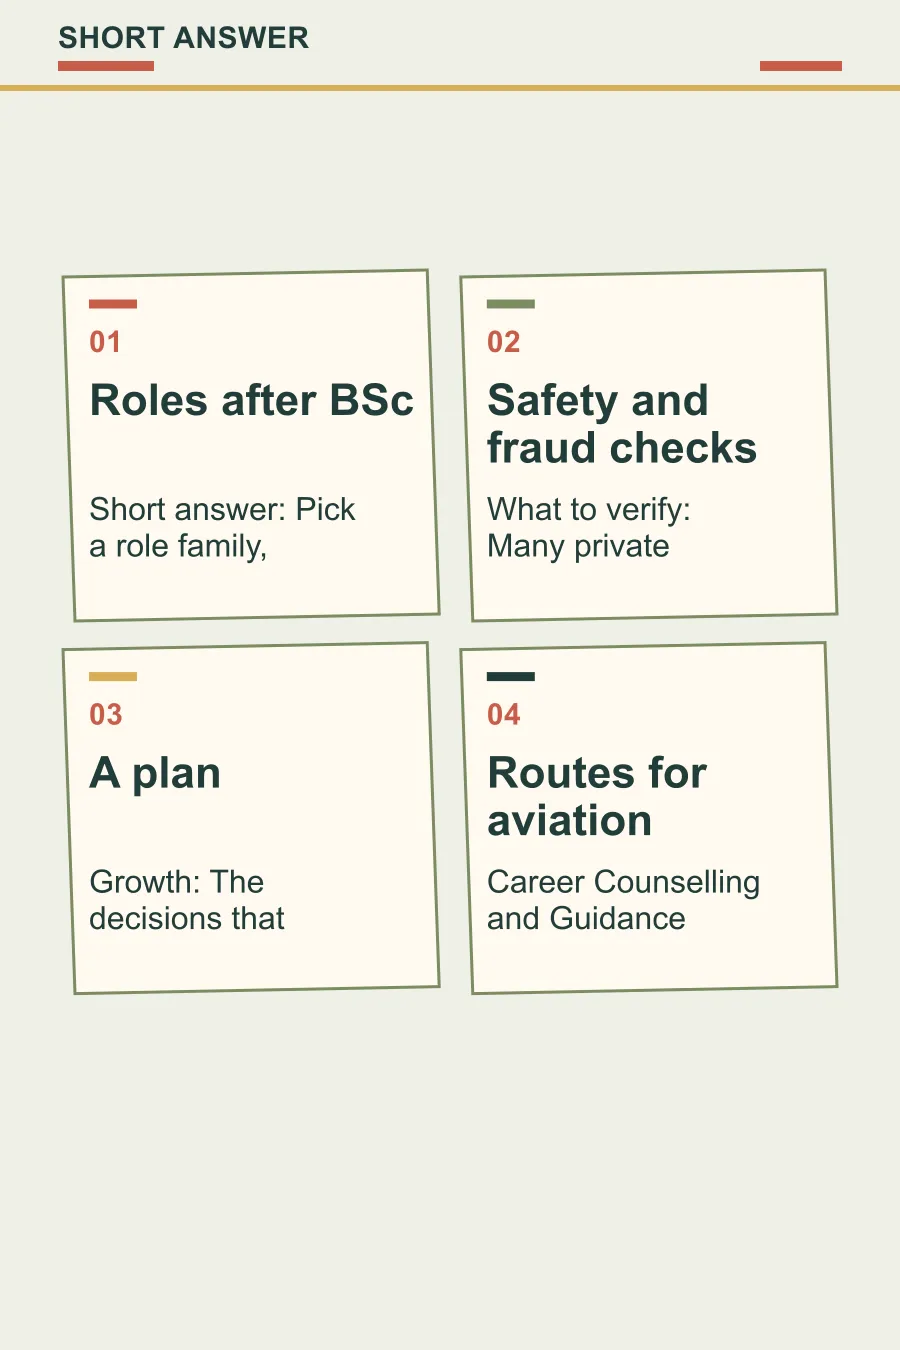 SHORT ANSWER
01
Roles after BSc
Short answer: Pick
a role family,
02
Safety and
fraud checks
What to verify:
Many private
03
A plan
Growth: The
decisions that
04
Routes for
aviation
Career Counselling
and Guidance